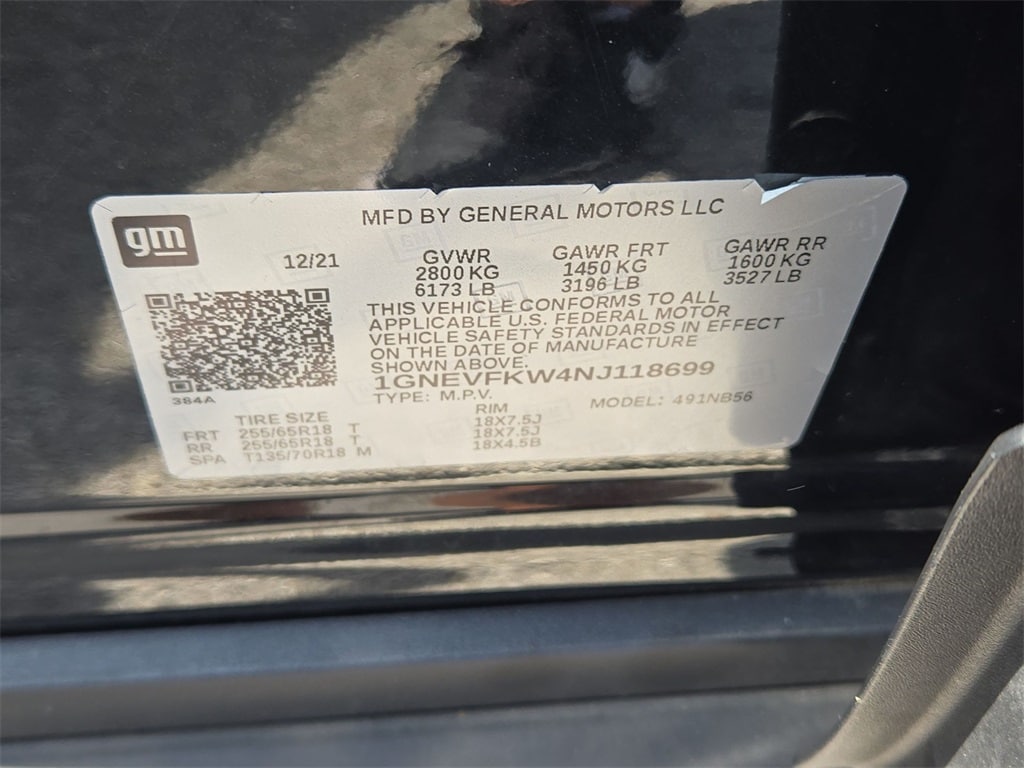 gm
MFD BY GENERAL MOTORS LLC
12/21
GVWR
2800 KG
6173 LB
GAWR FRT
1450 KG
3196 LB
GAWR RR
1600 KG
3527 LB
THIS VEHICLE CONFORMS TO ALL
APPLICABLE U.S. FEDERAL MOTOR
VEHICLE SAFETY STANDARDS IN EFFECT
ON THE DATE OF MANUFACTURE
SHOWN ABOVE.
1GNEVFKW4NJ118699
TYPE: M.P.V. MODEL: 491NB56
384A
TIRE SIZE RIM
FRT 255/65R18 T 18X7.5J
RR 255/65R18 T 18X7.5J
SPA T135/70R18 M 18X4.5B